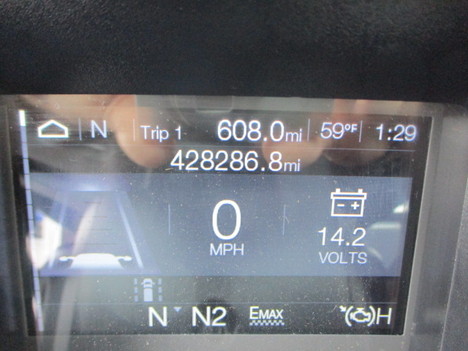 N Trip 1 608.0mi 59°F 1:29
428286.8mi
0
MPH
14.2
VOLTS
N N2 EMAX H